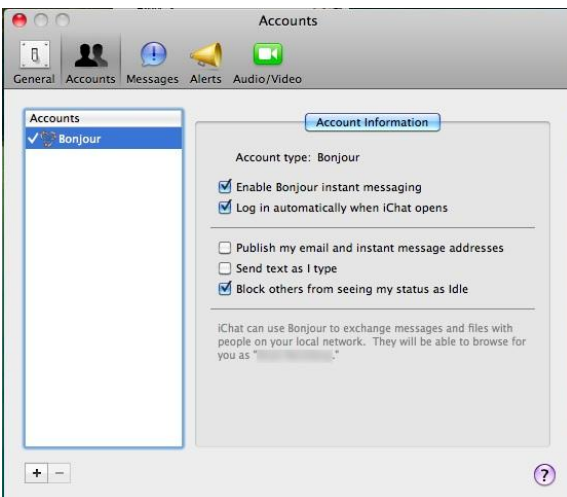 Accounts
General Accounts Messages Alerts Audio/Video
Accounts
Bonjour
Account Information
Account type: Bonjour
Enable Bonjour instant messaging
Log in automatically when iChat opens
Publish my email and instant message addresses
Send text as I type
Block others from seeing my status as Idle
iChat can use Bonjour to exchange messages and files with
people on your local network. They will be able to browse for
you as " ."
+ − ?